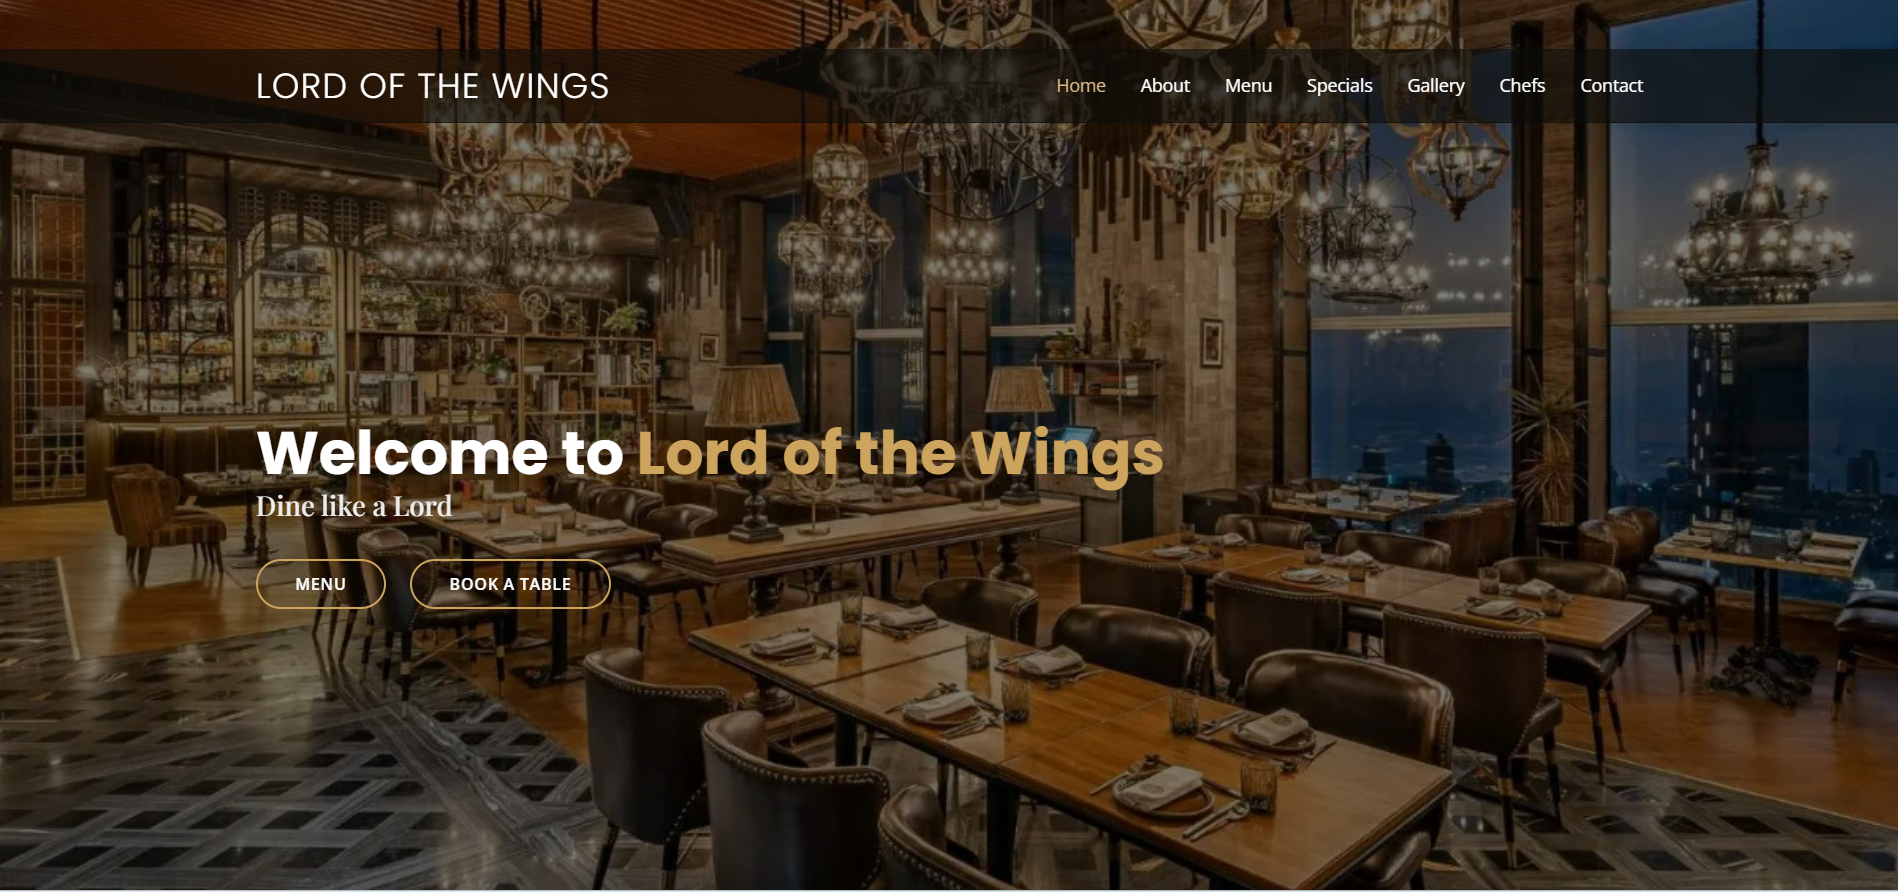 LORD OF THE WINGS
Home About Menu Specials Gallery Chefs Contact
Welcome to Lord of the Wings
Dine like a Lord
MENU BOOK A TABLE